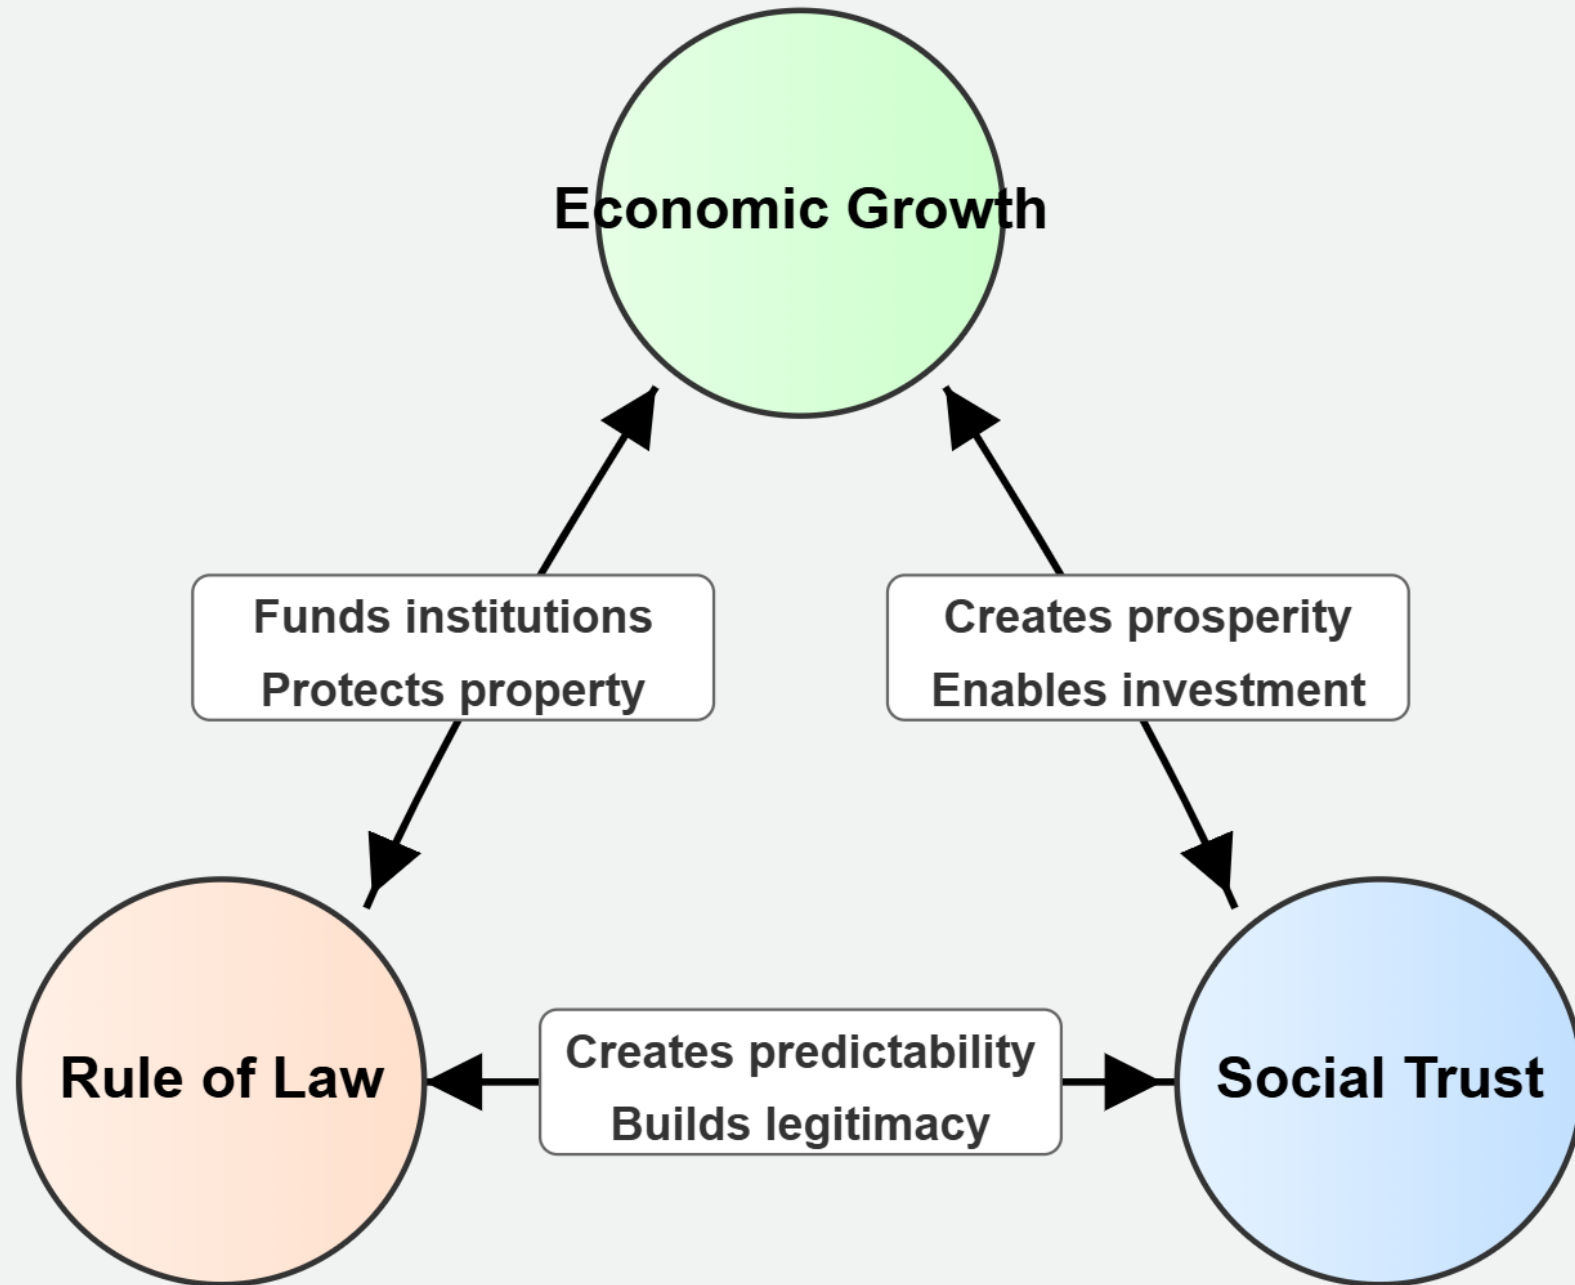 Economic Growth
Funds institutions
Protects property
Creates prosperity
Enables investment
Rule of Law
Creates predictability
Builds legitimacy
Social Trust